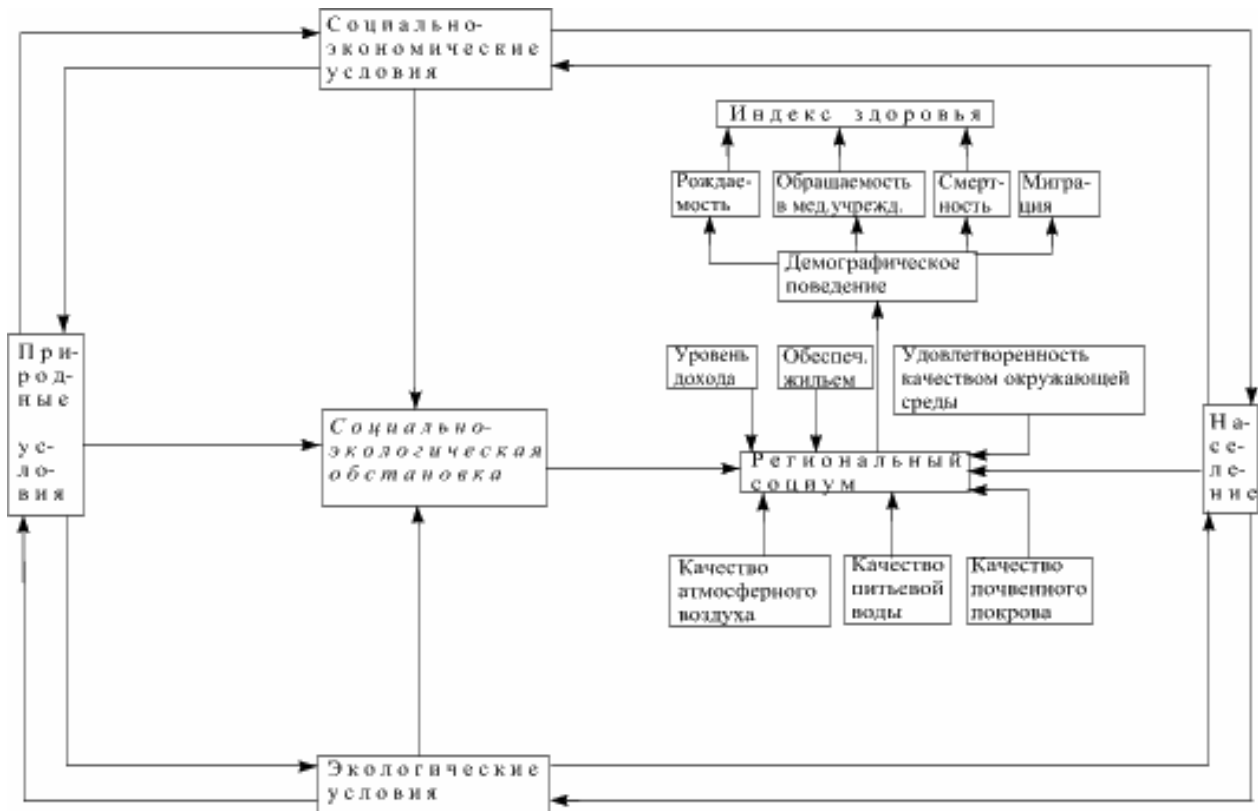 Социально-
экономические
условия
Индекс здоровья
Рождае-
мость
Обращаемость
в мед.учрежд.
Смерт-
ность
Мигра-
ция
Демографическое
поведение
При-
род-
ные
ус-
ло-
вия
Уровень
дохода
Обеспеч.
жильем
Удовлетворенность
качеством окружающей
среды
Социально-
экологическая
обстановка
Региональный
социум
На-
се-
ле-
ние
Качество
атмосферного
воздуха
Качество
питьевой
воды
Качество
почвенного
покрова
Экологические
условия